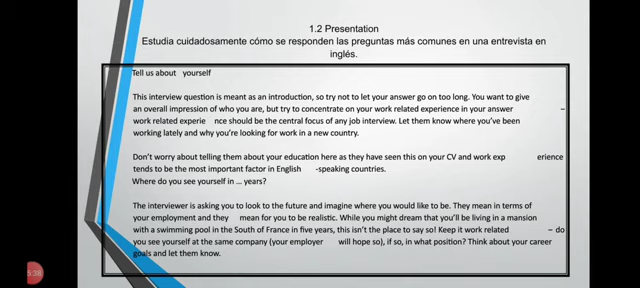 1.2 Presentation
Estudia cuidadosamente cómo se responden las preguntas más comunes en una entrevista en
inglés.
Tell us about yourself
This interview question is meant as an introduction, so try not to let your answer go on too long. You want to give
an overall impression of who you are, but try to concentrate on your work related experience in your answer –
work related experie nce should be the central focus of any job interview. Let them know where you've been
working lately and why you're looking for work in a new country.
Don't worry about telling them about your education here as they have seen this on your CV and work exp erience
tends to be the most important factor in English -speaking countries.
Where do you see yourself in ... years?
The interviewer is asking you to look to the future and imagine where you would like to be. They mean in terms of
your employment and they mean for you to be realistic. While you might dream that you'll be living in a mansion
with a swimming pool in the South of France in five years, this isn't the place to say so! Keep it work related – do
you see yourself at the same company (your employer will hope so), if so, in what position? Think about your career
goals and let them know.